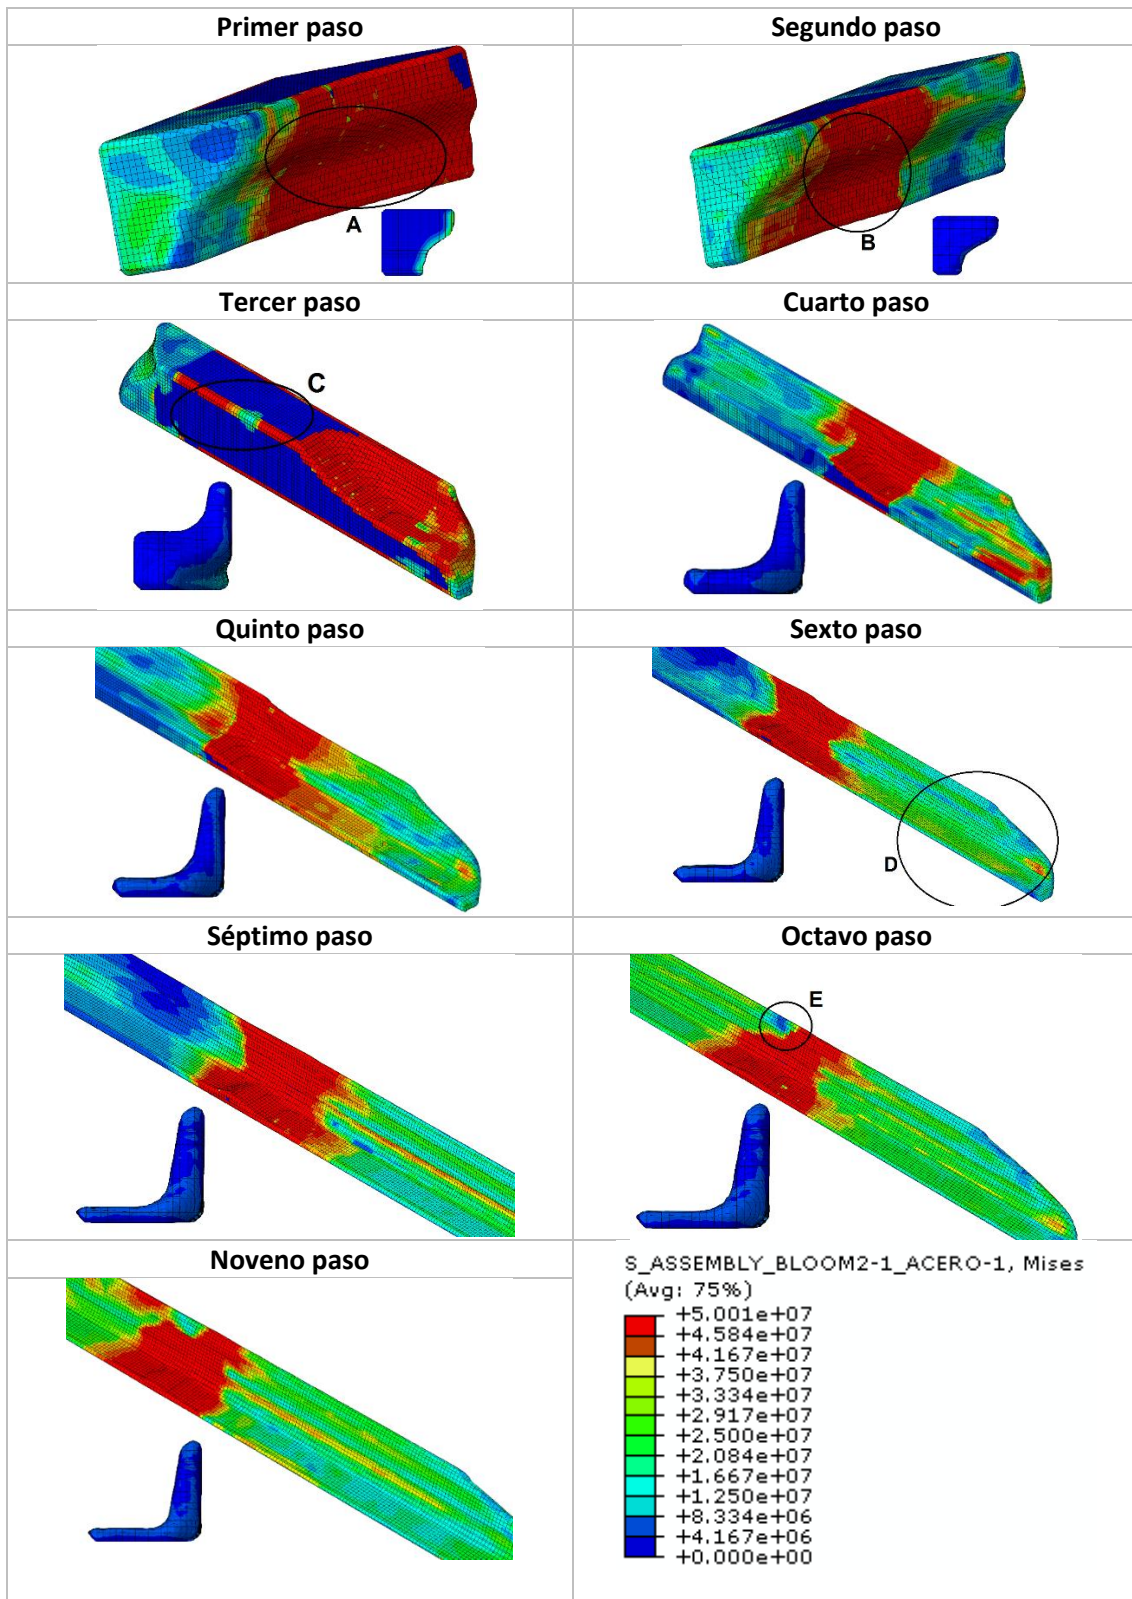 Primer paso
Segundo paso
A
B
Tercer paso
Cuarto paso
C
Quinto paso
Sexto paso
D
Séptimo paso
Octavo paso
E
Noveno paso
S_ASSEMBLY_BLOOM2-1_ACERO-1, Mises
(Avg: 75%)
+5.001e+07
+4.584e+07
+4.167e+07
+3.750e+07
+3.334e+07
+2.917e+07
+2.500e+07
+2.084e+07
+1.667e+07
+1.250e+07
+8.334e+06
+4.167e+06
+0.000e+00